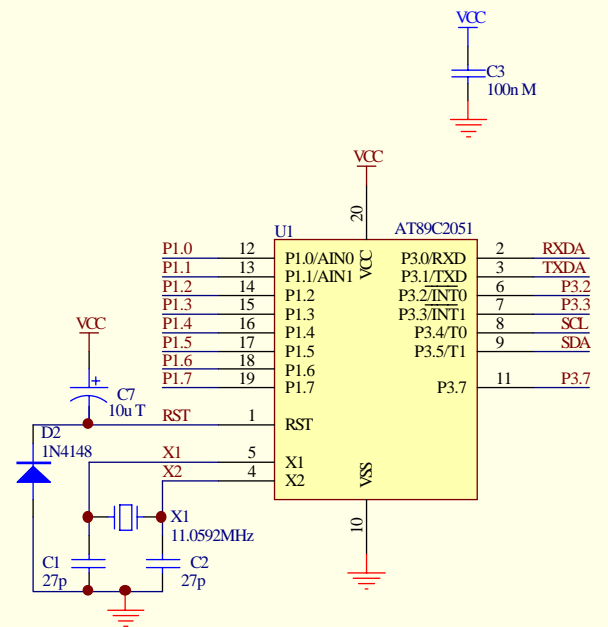 VCC
C3
100n M
VCC
20
U1
AT89C2051
P1.0 12 P1.0/AIN0 VCC P3.0/RXD 2 RXDA
P1.1 13 P1.1/AIN1 P3.1/TXD 3 TXDA
P1.2 14 P1.2 P3.2/INT0 6 P3.2
P1.3 15 P1.3 P3.3/INT1 7 P3.3
P1.4 16 P1.4 P3.4/T0 8 SCL
P1.5 17 P1.5 P3.5/T1 9 SDA
P1.6 18 P1.6
P1.7 19 P1.7 P3.7 11 P3.7
VCC
+
C7
10u T
RST 1 RST
D2
1N4148
X1 5 X1
X2 4 X2
VSS
10
X1
11.0592MHz
C1
27p
C2
27p